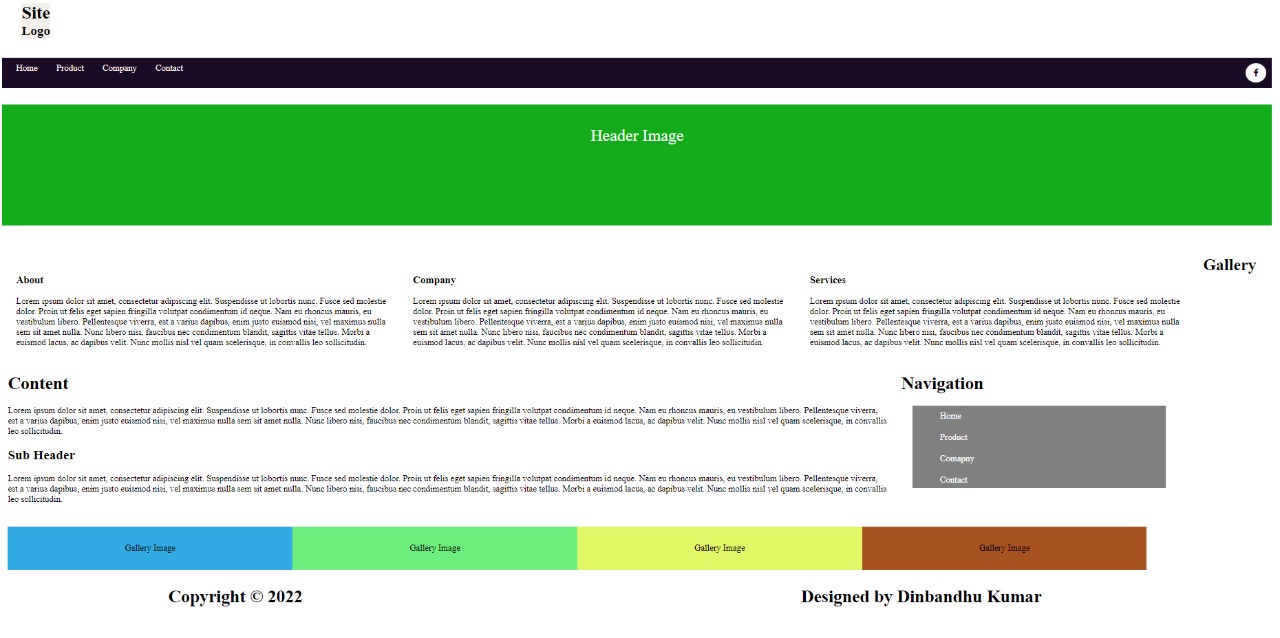 Site
Logo
Home Product Company Contact
f
Header Image
Gallery
About
Lorem ipsum dolor sit amet, consectetur adipiscing elit. Suspendisse ut lobortis nunc. Fusce sed molestie
dolor. Proin ut felis eget sapien fringilla volutpat condimentum id neque. Nam eu rhoncus mauris, eu
vestibulum libero. Pellentesque viverra, est a varius dapibus, enim justo euismod nisi, vel maximus nulla
sem sit amet nulla. Nunc libero nisi, faucibus nec condimentum blandit, sagittis vitae tellus. Morbi a
euismod lacus, ac dapibus velit. Nunc mollis nisl vel quam scelerisque, in convallis leo sollicitudin.
Company
Lorem ipsum dolor sit amet, consectetur adipiscing elit. Suspendisse ut lobortis nunc. Fusce sed molestie
dolor. Proin ut felis eget sapien fringilla volutpat condimentum id neque. Nam eu rhoncus mauris, eu
vestibulum libero. Pellentesque viverra, est a varius dapibus, enim justo euismod nisi, vel maximus nulla
sem sit amet nulla. Nunc libero nisi, faucibus nec condimentum blandit, sagittis vitae tellus. Morbi a
euismod lacus, ac dapibus velit. Nunc mollis nisl vel quam scelerisque, in convallis leo sollicitudin.
Services
Lorem ipsum dolor sit amet, consectetur adipiscing elit. Suspendisse ut lobortis nunc. Fusce sed molestie
dolor. Proin ut felis eget sapien fringilla volutpat condimentum id neque. Nam eu rhoncus mauris, eu
vestibulum libero. Pellentesque viverra, est a varius dapibus, enim justo euismod nisi, vel maximus nulla
sem sit amet nulla. Nunc libero nisi, faucibus nec condimentum blandit, sagittis vitae tellus. Morbi a
euismod lacus, ac dapibus velit. Nunc mollis nisl vel quam scelerisque, in convallis leo sollicitudin.
Content
Lorem ipsum dolor sit amet, consectetur adipiscing elit. Suspendisse ut lobortis nunc. Fusce sed molestie dolor. Proin ut felis eget sapien fringilla volutpat condimentum id neque. Nam eu rhoncus mauris, eu vestibulum libero. Pellentesque viverra,
est a varius dapibus, enim justo euismod nisi, vel maximus nulla sem sit amet nulla. Nunc libero nisi, faucibus nec condimentum blandit, sagittis vitae tellus. Morbi a euismod lacus, ac dapibus velit. Nunc mollis nisl vel quam scelerisque, in convallis
leo sollicitudin.
Sub Header
Lorem ipsum dolor sit amet, consectetur adipiscing elit. Suspendisse ut lobortis nunc. Fusce sed molestie dolor. Proin ut felis eget sapien fringilla volutpat condimentum id neque. Nam eu rhoncus mauris, eu vestibulum libero. Pellentesque viverra,
est a varius dapibus, enim justo euismod nisi, vel maximus nulla sem sit amet nulla. Nunc libero nisi, faucibus nec condimentum blandit, sagittis vitae tellus. Morbi a euismod lacus, ac dapibus velit. Nunc mollis nisl vel quam scelerisque, in convallis
leo sollicitudin.
Navigation
Home
Product
Comapny
Contact
Gallery Image Gallery Image Gallery Image Gallery Image
Copyright © 2022 Designed by Dinbandhu Kumar